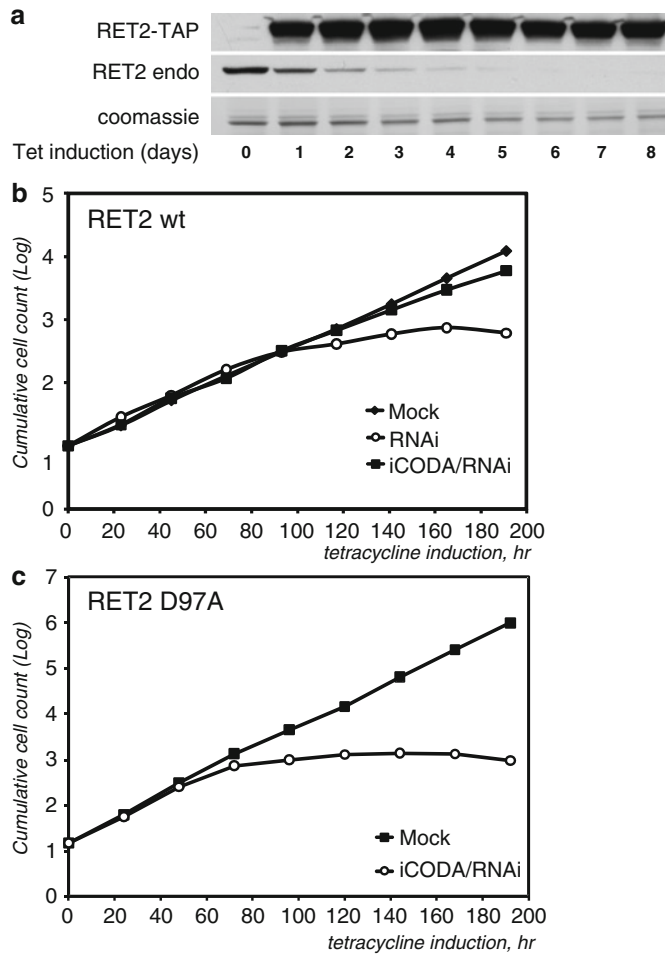 a
RET2-TAP
RET2 endo
coomassie
Tet induction (days) 0 1 2 3 4 5 6 7 8
b
RET2 wt
Cumulative cell count (Log)
5
4
3
2
1
0
Mock
RNAi
iCODA/RNAi
0 20 40 60 80 100 120 140 160 180 200
tetracycline induction, hr
c
RET2 D97A
Cumulative cell count (Log)
7
6
5
4
3
2
1
0
Mock
iCODA/RNAi
0 20 40 60 80 100 120 140 160 180 200
tetracycline induction, hr